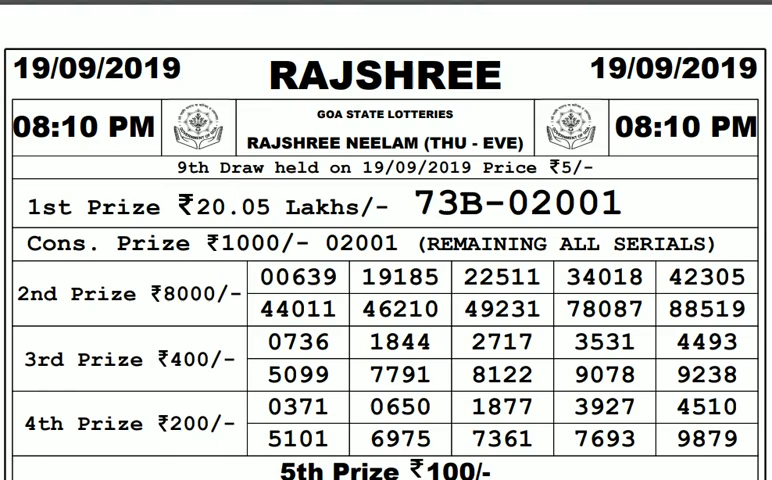 19/09/2019 RAJSHREE 19/09/2019
08:10 PM GOA STATE LOTTERIES 08:10 PM
RAJSHREE NEELAM (THU - EVE)
9th Draw held on 19/09/2019 Price ₹5/-
1st Prize ₹20.05 Lakhs/- 73B-02001
Cons. Prize ₹1000/- 02001 (REMAINING ALL SERIALS)
2nd Prize ₹8000/-
00639 19185 22511 34018 42305
44011 46210 49231 78087 88519
3rd Prize ₹400/-
0736 1844 2717 3531 4493
5099 7791 8122 9078 9238
4th Prize ₹200/-
0371 0650 1877 3927 4510
5101 6975 7361 7693 9879
5th Prize ₹100/-